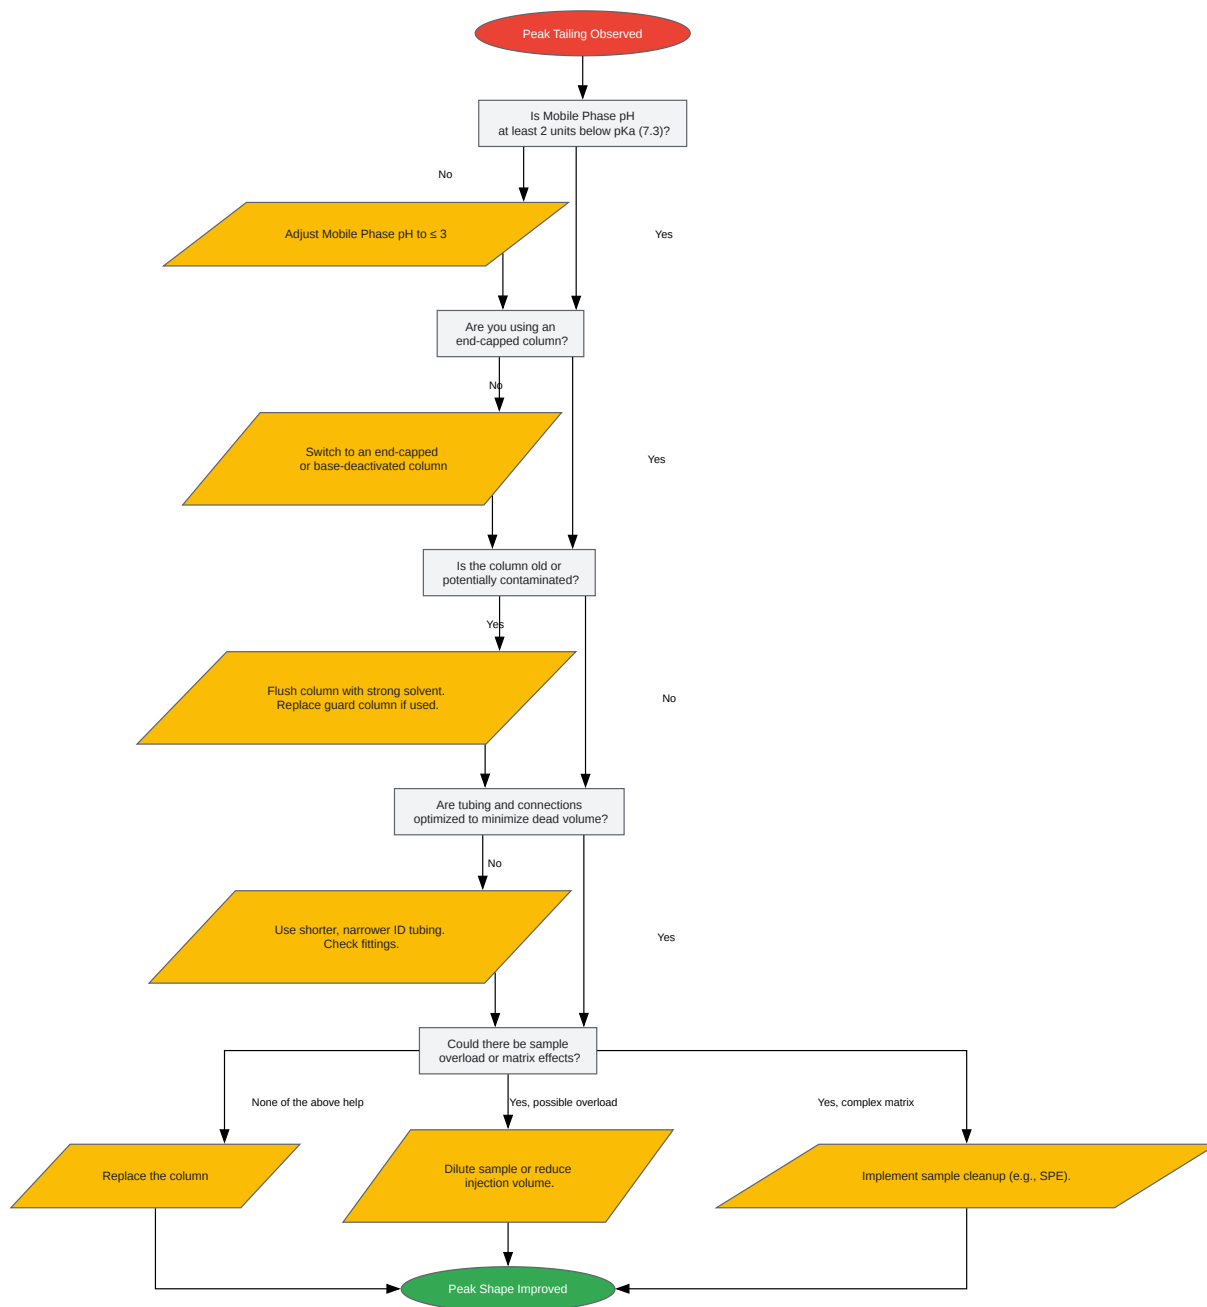 Peak Tailing Observed
Is Mobile Phase pH
at least 2 units below pKa (7.3)?
No
Adjust Mobile Phase pH to ≤ 3
Yes
Are you using an
end-capped column?
No
Switch to an end-capped
or base-deactivated column
Yes
Is the column old or
potentially contaminated?
Yes
Flush column with strong solvent.
Replace guard column if used.
No
Are tubing and connections
optimized to minimize dead volume?
No
Use shorter, narrower ID tubing.
Check fittings.
Yes
Could there be sample
overload or matrix effects?
None of the above help
Yes, possible overload
Yes, complex matrix
Replace the column
Dilute sample or reduce
injection volume.
Implement sample cleanup (e.g., SPE).
Peak Shape Improved